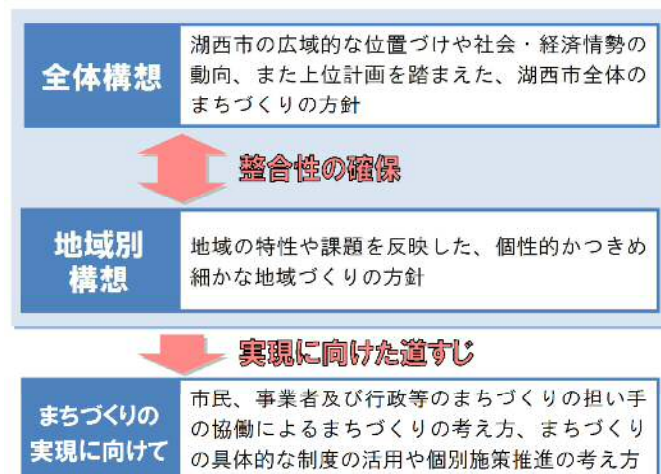 全体構想
湖西市の広域的な位置づけや社会・経済情勢の
動向、また上位計画を踏まえた、湖西市全体の
まちづくりの方針
整合性の確保
地域別
構想
地域の特性や課題を反映した、個性的かつきめ
細かな地域づくりの方針
実現に向けた道すじ
まちづくりの
実現に向けて
市民、事業者及び行政等のまちづくりの担い手
の協働によるまちづくりの考え方、まちづくり
の具体的な制度の活用や個別施策推進の考え方